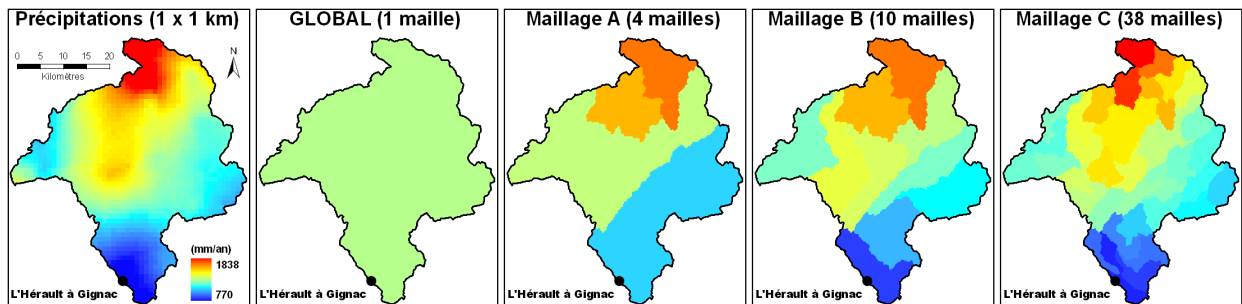 Précipitations (1 x 1 km)
0 5 10 15 20
Kilomètres
N
(mm/an)
1838
770
L'Hérault à Gignac
GLOBAL (1 maille)
L'Hérault à Gignac
Maillage A (4 mailles)
L'Hérault à Gignac
Maillage B (10 mailles)
L'Hérault à Gignac
Maillage C (38 mailles)
L'Hérault à Gignac